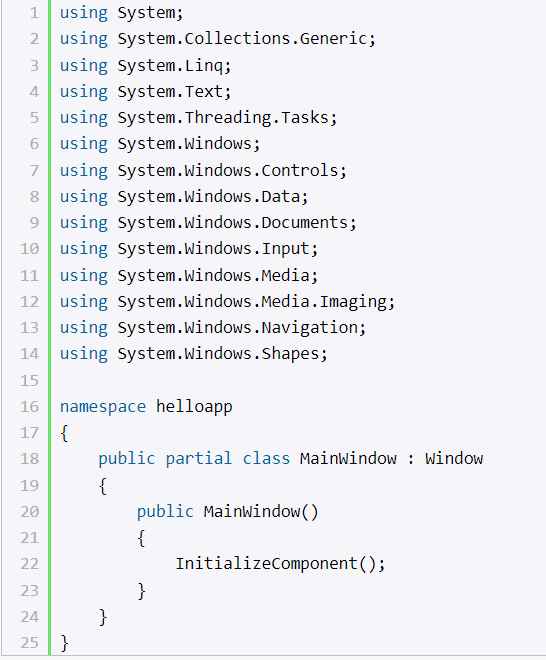 1 using System;
2 using System.Collections.Generic;
3 using System.Linq;
4 using System.Text;
5 using System.Threading.Tasks;
6 using System.Windows;
7 using System.Windows.Controls;
8 using System.Windows.Data;
9 using System.Windows.Documents;
10 using System.Windows.Input;
11 using System.Windows.Media;
12 using System.Windows.Media.Imaging;
13 using System.Windows.Navigation;
14 using System.Windows.Shapes;
15
16 namespace helloapp
17 {
18     public partial class MainWindow : Window
19     {
20         public MainWindow()
21         {
22             InitializeComponent();
23         }
24     }
25 }